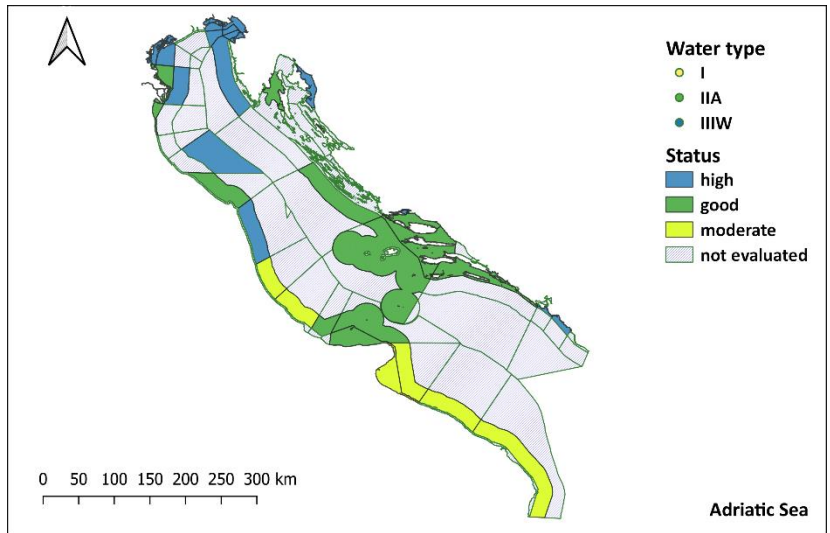 Water type
I
IIA
IIIW
Status
high
good
moderate
not evaluated
0 50 100 150 200 250 300 km
Adriatic Sea